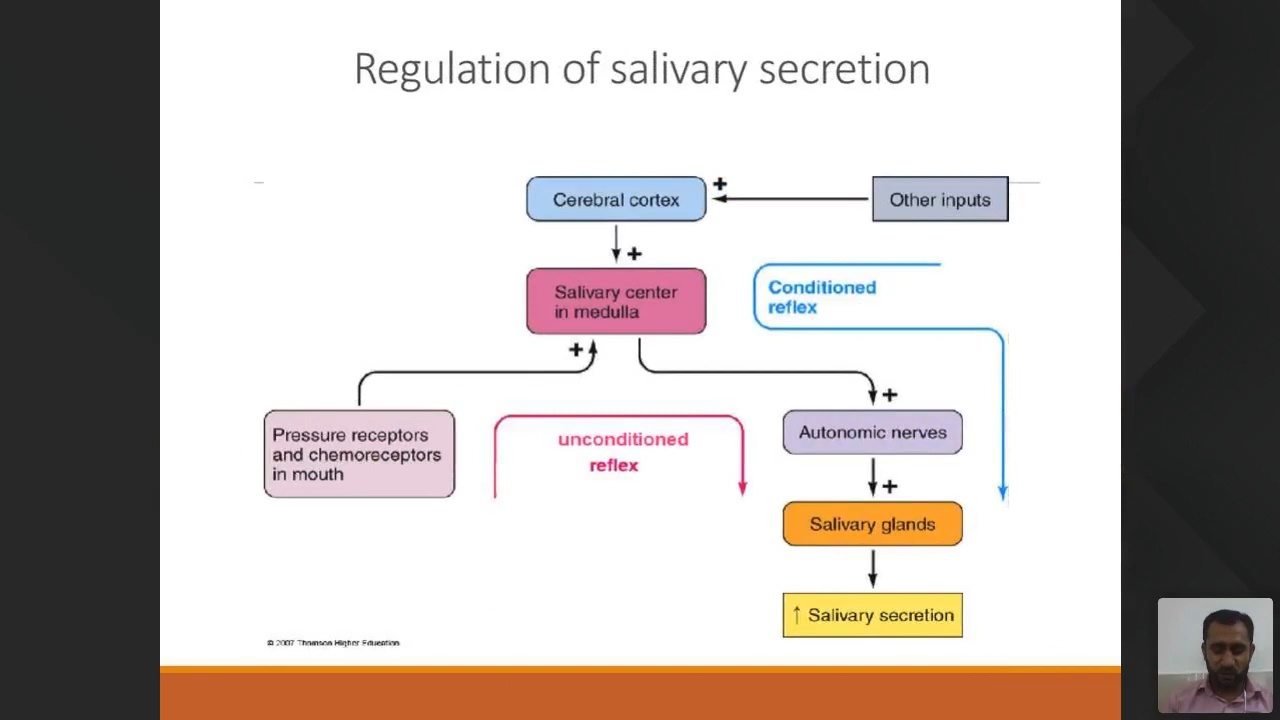 Regulation of salivary secretion
Cerebral cortex
+
Other inputs
+
Salivary center
in medulla
Conditioned
reflex
+
+
Pressure receptors
and chemoreceptors
in mouth
unconditioned
reflex
Autonomic nerves
+
Salivary glands
↑ Salivary secretion
© 2007 Thomson Higher Education